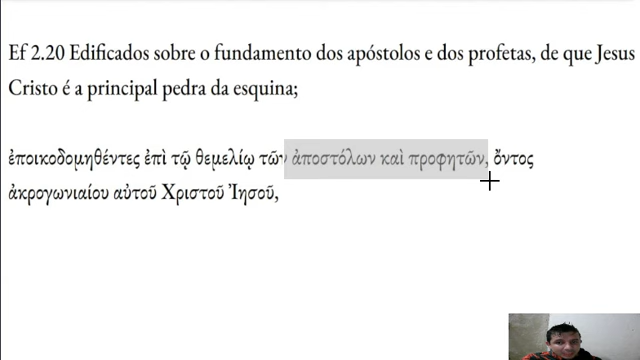 Ef 2.20 Edificados sobre o fundamento dos apóstolos e dos profetas, de que Jesus
Cristo é a principal pedra da esquina;
ἐποικοδομηθέντες ἐπὶ τῷ θεμελίῳ τῶν ἀποστόλων καὶ προφητῶν, ὄντος
ἀκρογωνιαίου αὐτοῦ Χριστοῦ Ἰησοῦ,